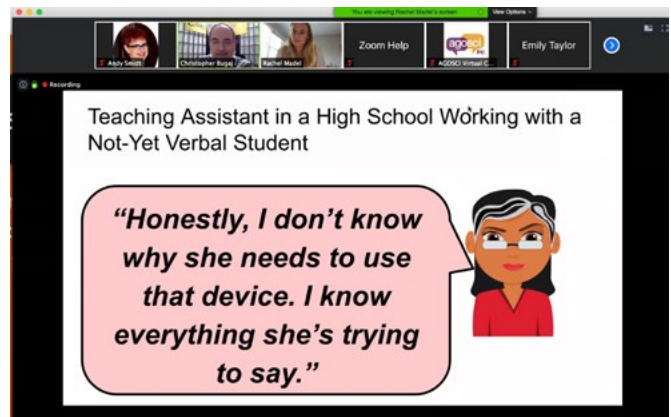 You are viewing Rachel Madel's screen
View Options
Andy Smidt
Christopher Bugaj
Rachel Madel
Zoom Help
agosci
AGOSCI Virtual C...
Emily Taylor
Recording
Teaching Assistant in a High School Working with a
Not-Yet Verbal Student
“Honestly, I don’t know
why she needs to use
that device. I know
everything she’s trying
to say.”